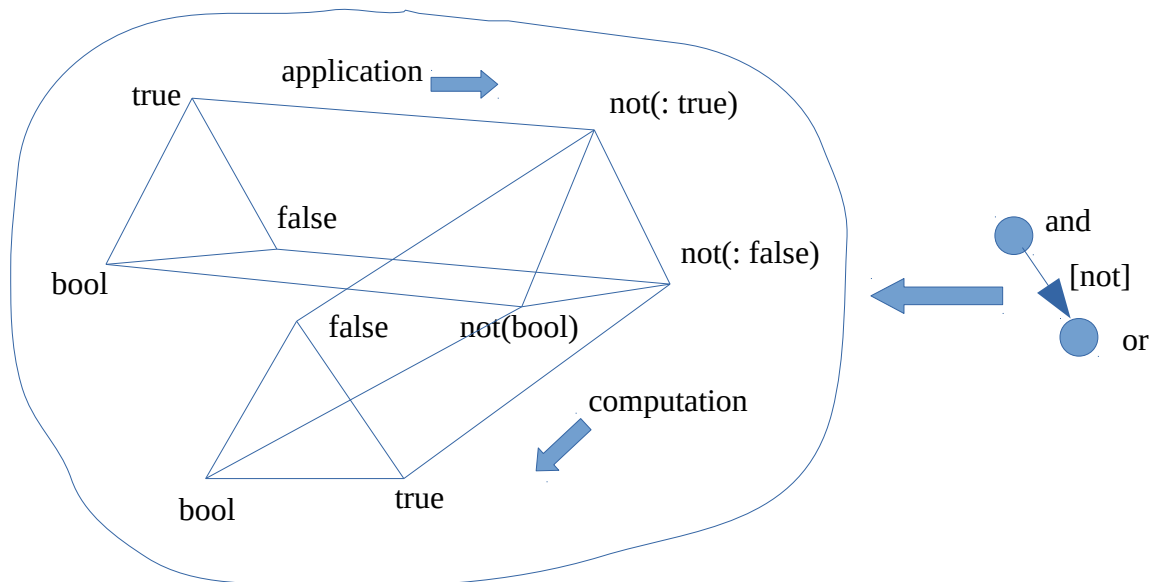 application
true
not(: true)
false
and
not(: false)
[not]
bool
false
not(bool)
or
computation
true
bool